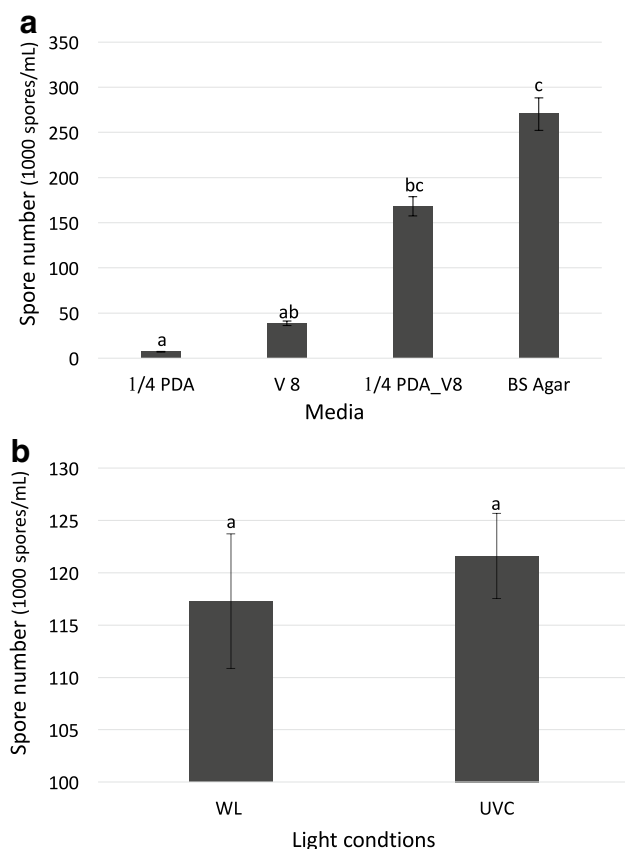 a
350
300
250
200
150
100
50
0
Spore number (1000 spores/mL)
a
ab
bc
c
1/4 PDA
V 8
1/4 PDA_V8
BS Agar
Media
b
130
125
120
115
110
105
100
Spore number (1000 spores/mL)
a
a
WL
UVC
Light condtions